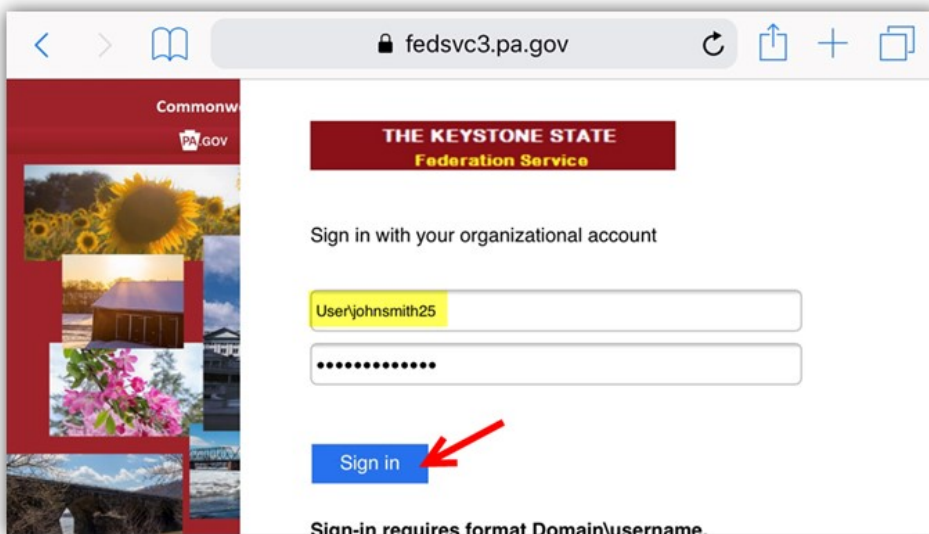 fedsvc3.pa.gov
Commonw
PA.GOV
THE KEYSTONE STATE
Federation Service
Sign in with your organizational account
User\johnsmith25
•••••••••••••
Sign in
Sign-in requires format Domain\username.